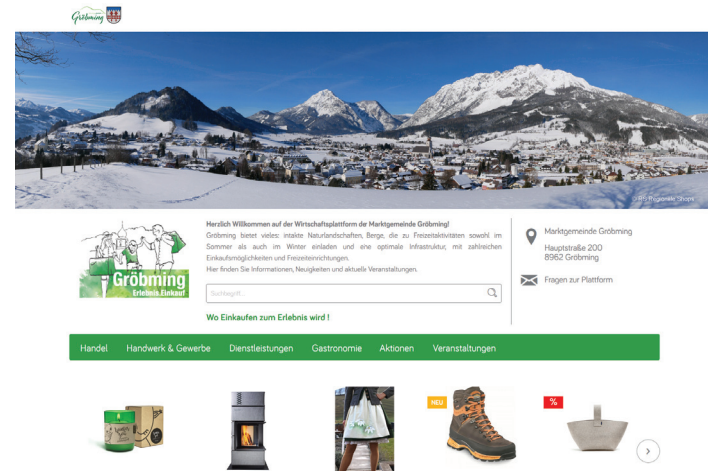 Gröbming
© RS Regionale Shops
Gröbming
Erlebnis Einkauf
Herzlich Willkommen auf der Wirtschaftsplattform der Marktgemeinde Gröbming!
Gröbming bietet vieles: intakte Naturlandschaften, Berge, die zu Freizeitaktivitäten sowohl im
Sommer als auch im Winter einladen und eine optimale Infrastruktur, mit zahlreichen
Einkaufsmöglichkeiten und Freizeiteinrichtungen.
Hier finden Sie Informationen, Neuigkeiten und aktuelle Veranstaltungen.
Suchbegriff...
Wo Einkaufen zum Erlebnis wird !
Marktgemeinde Gröbming
Hauptstraße 200
8962 Gröbming
Fragen zur Plattform
Handel Handwerk & Gewerbe Dienstleistungen Gastronomie Aktionen Veranstaltungen
NEU
%